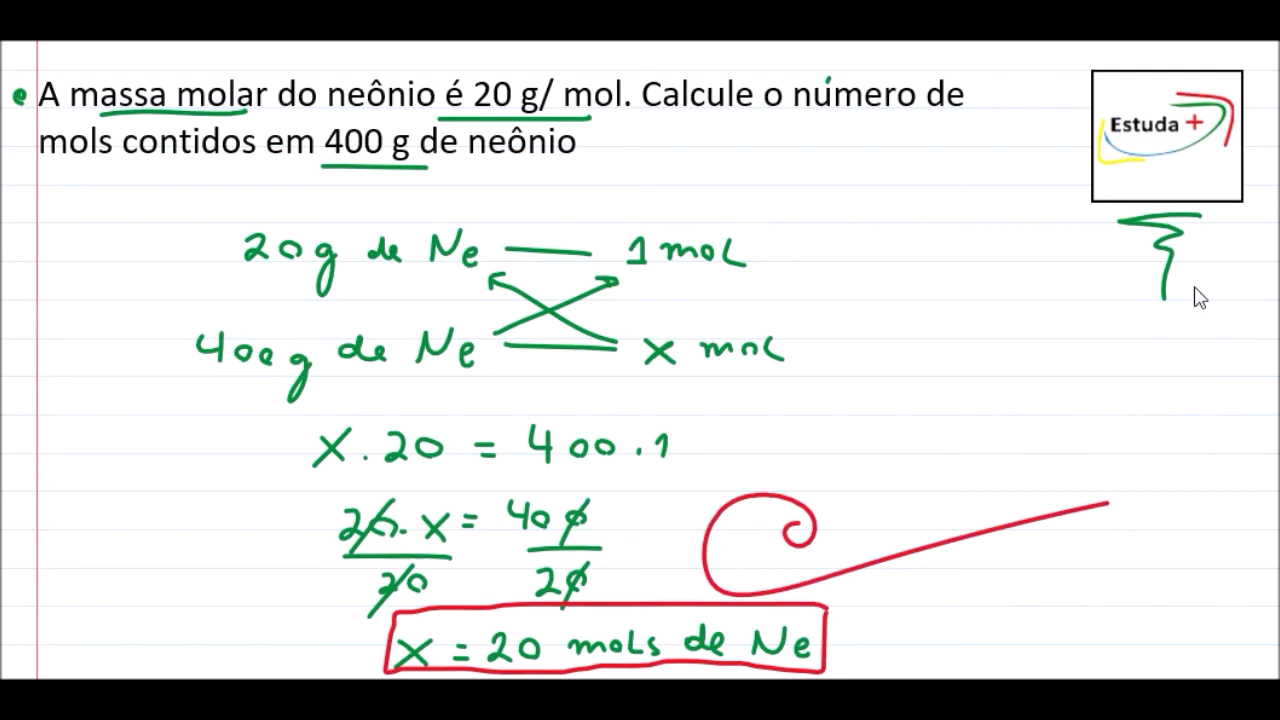 A massa molar do neônio é 20 g/ mol. Calcule o número de
mols contidos em 400 g de neônio
Estuda +
20g de Ne — 1 mol
400g de Ne — x mol
x . 20 = 400 . 1
20 . x = 400
20 20
x = 20 mols de Ne